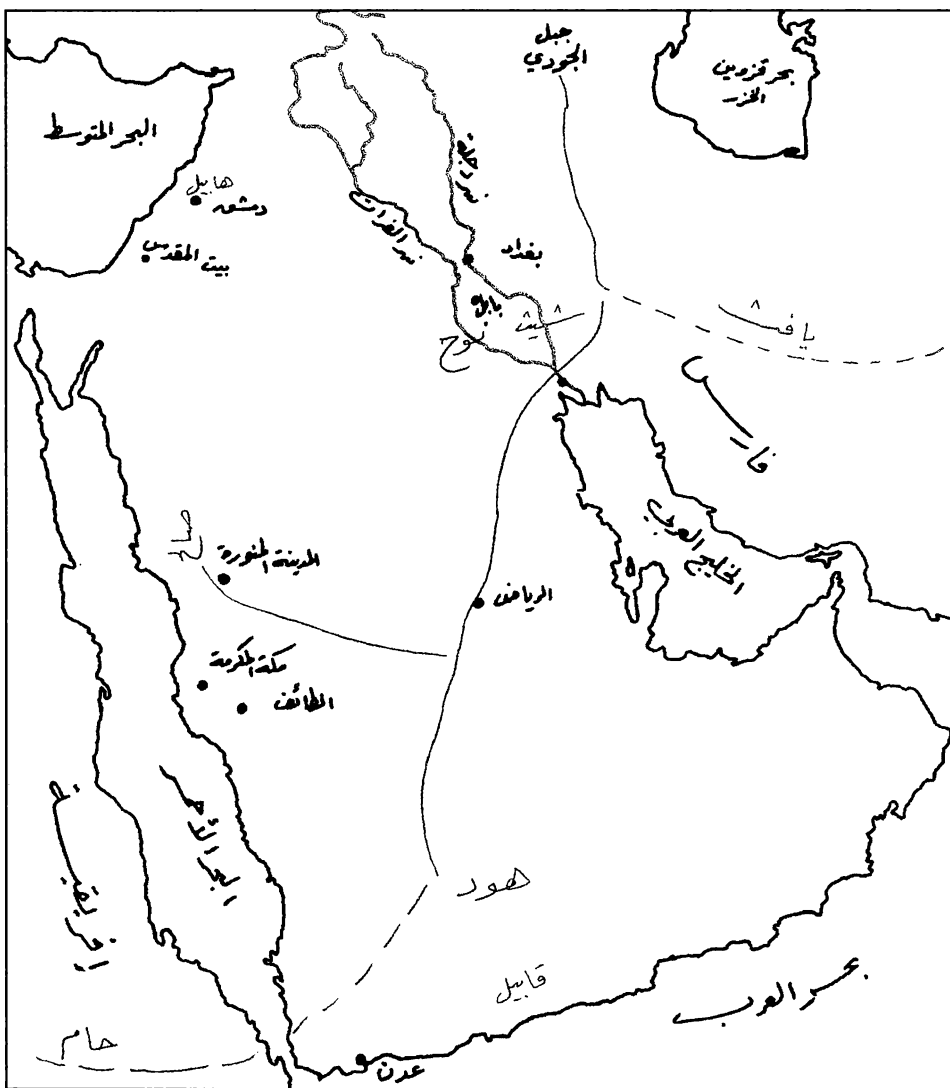 جبل
الجودي
بحر قزوين
الخزر
البحر المتوسط
نهر دجلة
هابيل
دمشق
نهر الفرات
بيت المقدس
بغداد
بابل
شيث
نوح
يافث
فارس
صالح
المدينة المنورة
الخليج العربي
الرياض
مكة المكرمة
الطائف
البحر الأحمر
افريقية
هود
قابيل
بحر العرب
حام
عدن